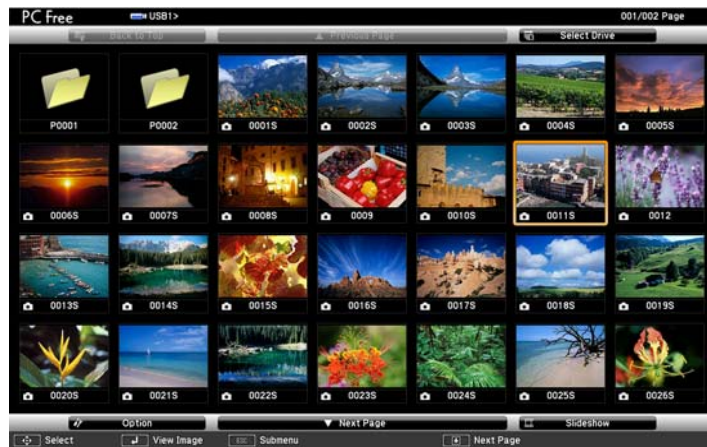 PC Free USB1> 001/002 Page
Back to Top Previous Page Select Drive
P0001 P0002 0001S 0002S 0003S 0004S 0005S
0006S 0007S 0008S 0009 0010S 0011S 0012
0013S 0014S 0015S 0016S 0017S 0018S 0019S
0020S 0021S 0022S 0023S 0024S 0025S 0026S
Option Next Page Slideshow
Select View Image Esc Submenu Next Page